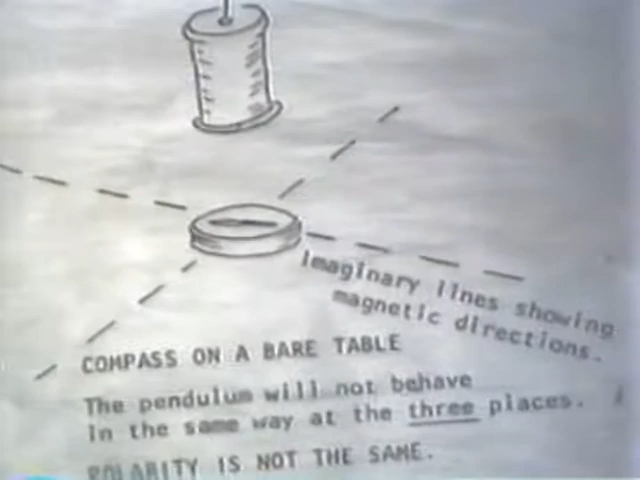 Imaginary lines showing
magnetic directions.
COMPASS ON A BARE TABLE
The pendulum will not behave
in the same way at the three places.
POLARITY IS NOT THE SAME.